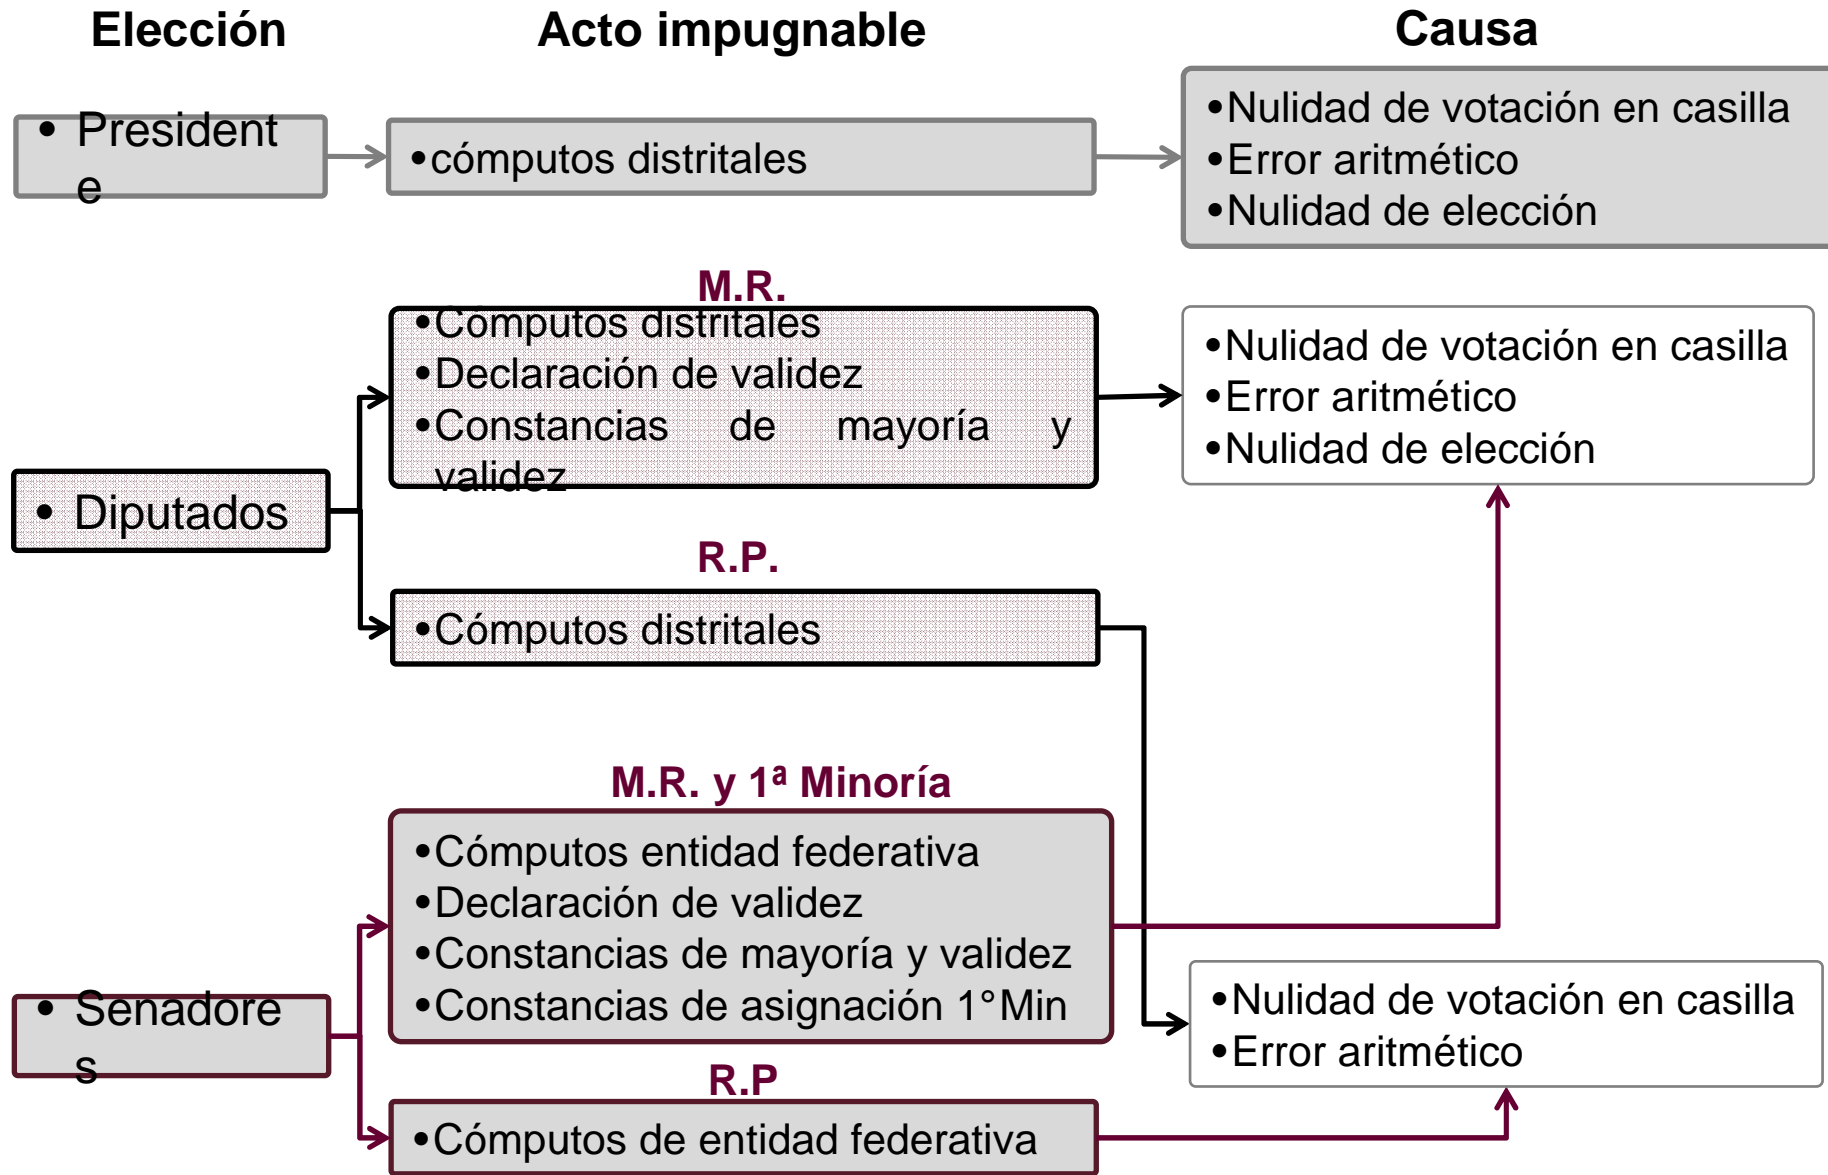 Elección
Acto impugnable
Causa
• President
e
•cómputos distritales
•Nulidad de votación en casilla
•Error aritmético
•Nulidad de elección
M.R.
•Cómputos distritales
•Declaración de validez
•Constancias de mayoría y
validez
•Nulidad de votación en casilla
•Error aritmético
•Nulidad de elección
• Diputados
R.P.
•Cómputos distritales
M.R. y 1ª Minoría
•Cómputos entidad federativa
•Declaración de validez
•Constancias de mayoría y validez
•Constancias de asignación 1°Min
• Senadore
s
•Nulidad de votación en casilla
•Error aritmético
R.P
•Cómputos de entidad federativa